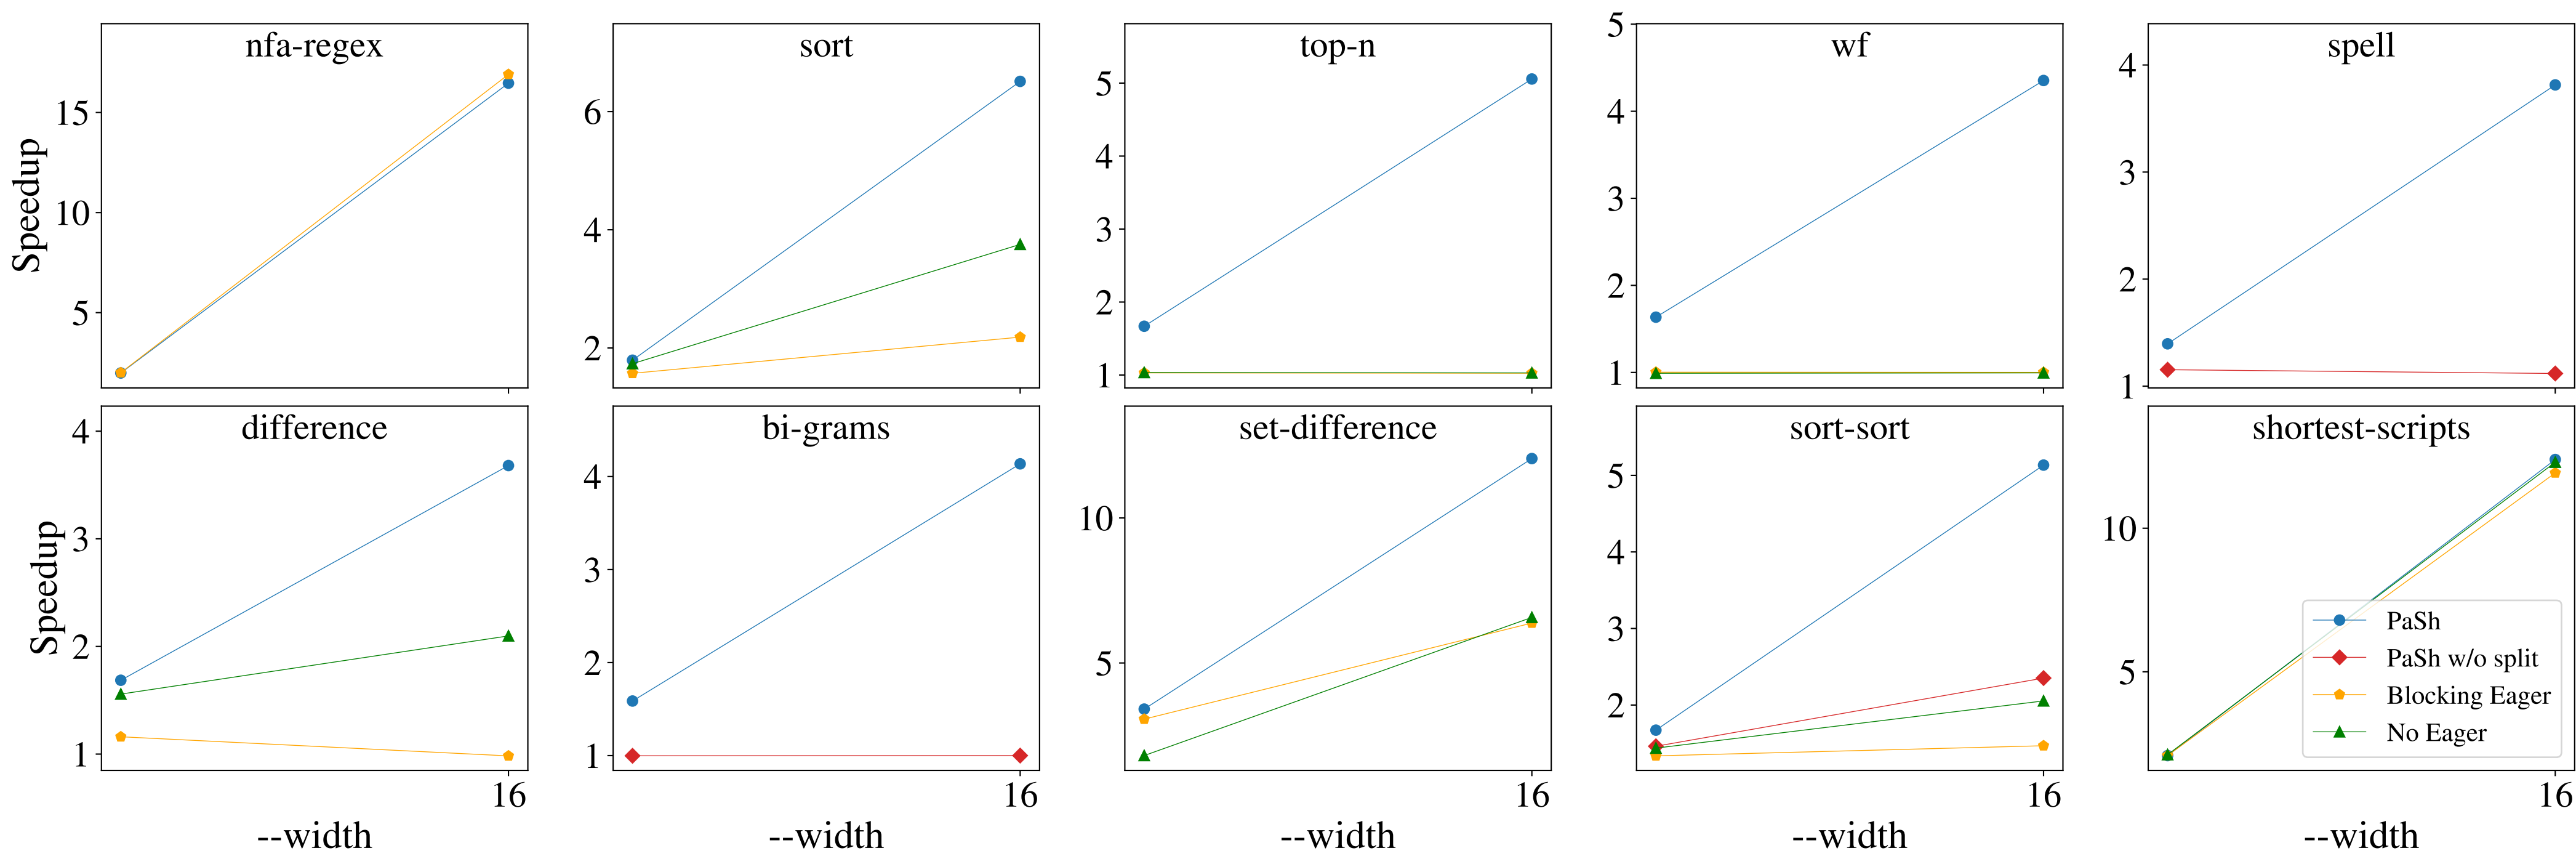 nfa-regex
Speedup
15
10
5
sort
6
4
2
top-n
5
4
3
2
1
wf
5
4
3
2
1
spell
4
3
2
1
difference
Speedup
4
3
2
1
16
--width
bi-grams
4
3
2
1
16
--width
set-difference
10
5
16
--width
sort-sort
5
4
3
2
16
--width
shortest-scripts
10
5
PaSh
PaSh w/o split
Blocking Eager
No Eager
16
--width